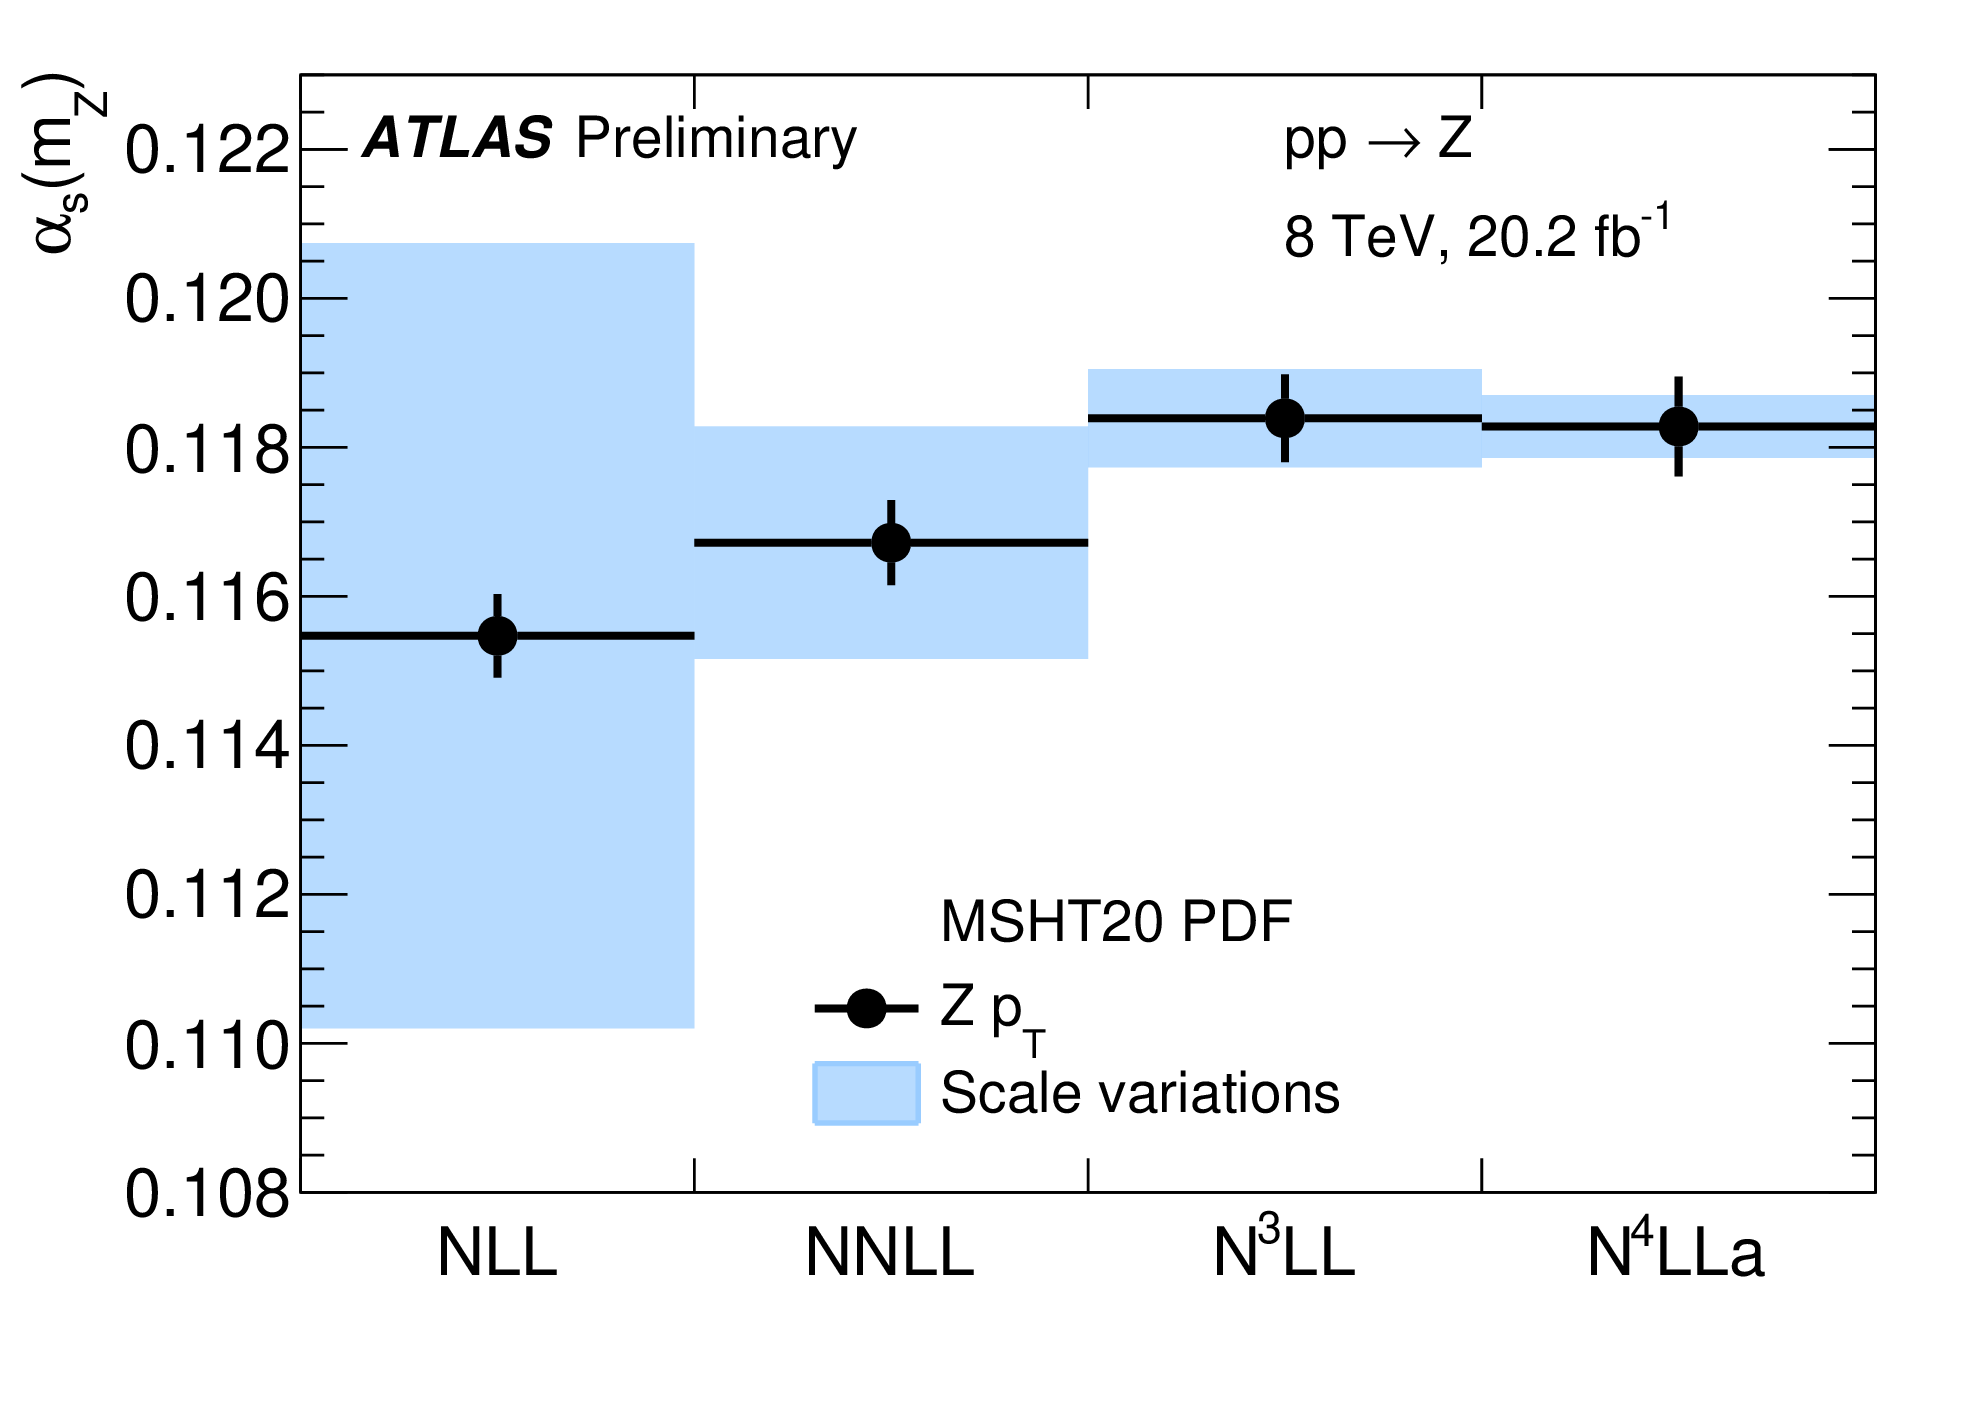 αs(mZ)
0.122
0.120
0.118
0.116
0.114
0.112
0.110
0.108
ATLAS Preliminary
pp → Z
8 TeV, 20.2 fb⁻¹
MSHT20 PDF
Z pT
Scale variations
NLL NNLL N³LL N⁴LLa